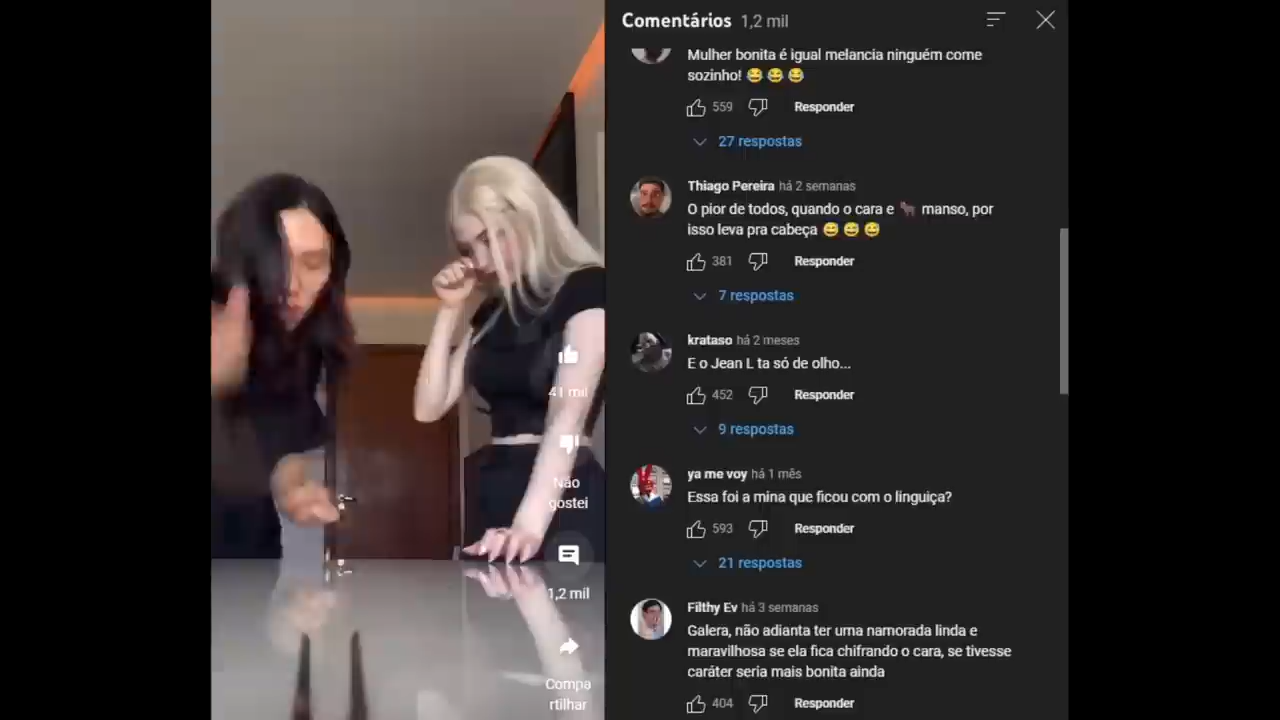 Comentários 1,2 mil
Mulher bonita é igual melancia ninguém come
sozinho! 😂 😂 😂
559 Responder
27 respostas
Thiago Pereira há 2 semanas
O pior de todos, quando o cara e 🐂 manso, por
isso leva pra cabeça 😅 😅 😅
381 Responder
7 respostas
krataso há 2 meses
E o Jean L ta só de olho...
452 Responder
9 respostas
ya me voy há 1 mês
Essa foi a mina que ficou com o linguiça?
593 Responder
21 respostas
Filthy Ev há 3 semanas
Galera, não adianta ter uma namorada linda e
maravilhosa se ela fica chifrando o cara, se tivesse
caráter seria mais bonita ainda
404 Responder
41 mil
Não
gostei
1,2 mil
Compa
rtilhar